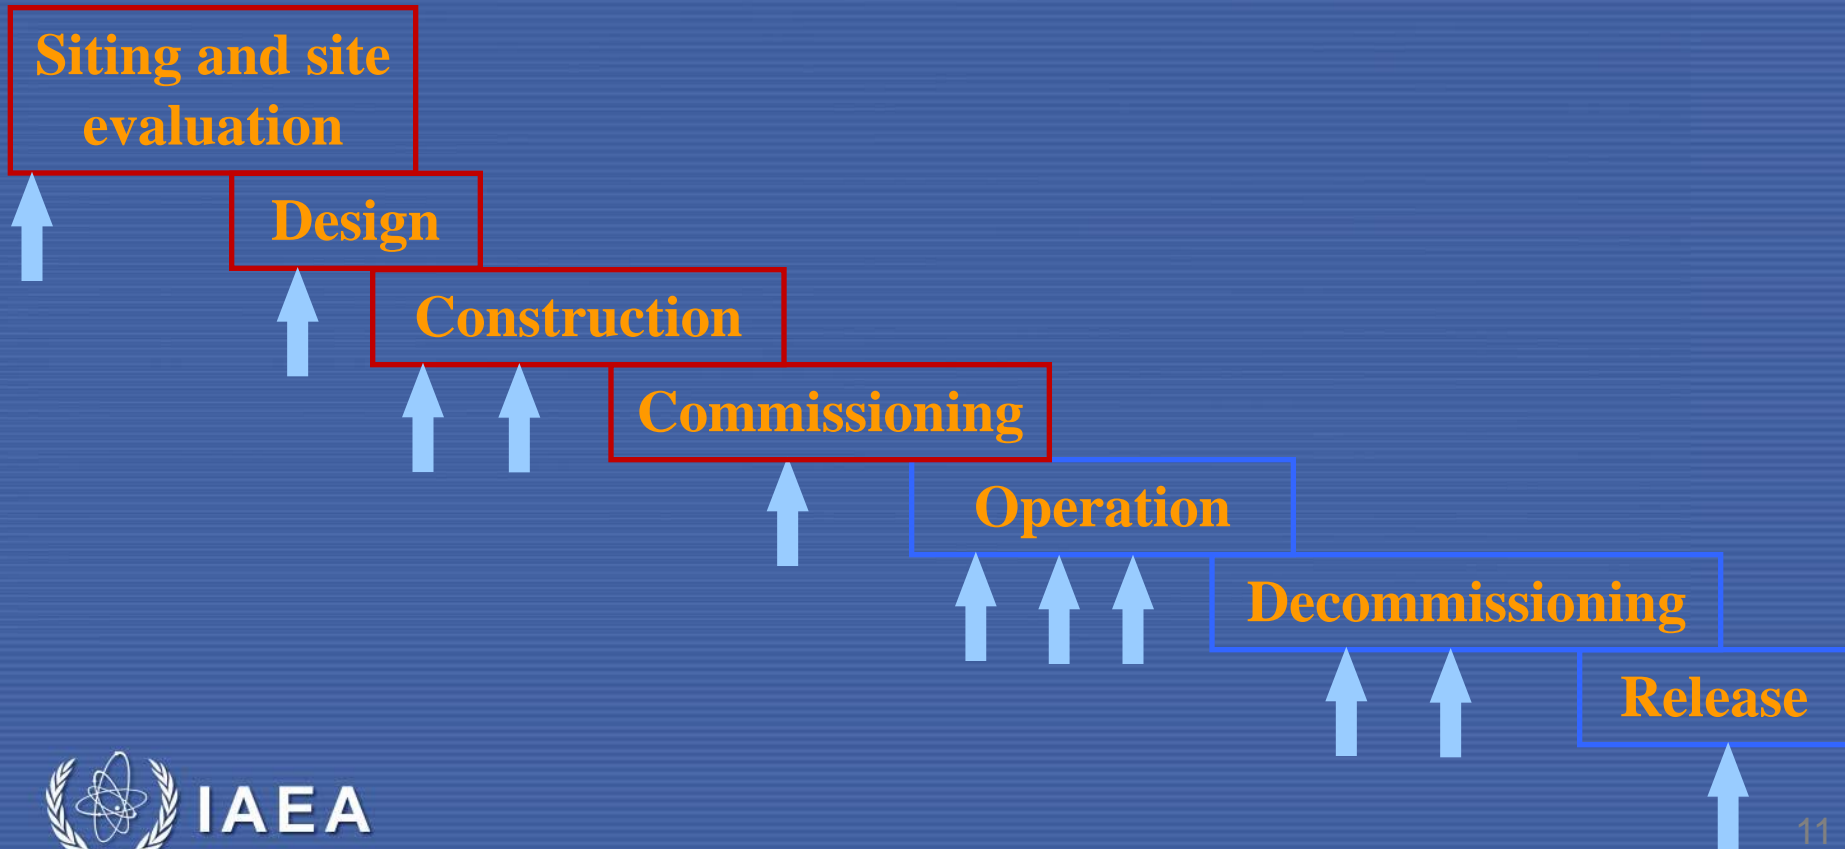 Siting and site
evaluation
Design
Construction
Commissioning
Operation
Decommissioning
Release
IAEA
11